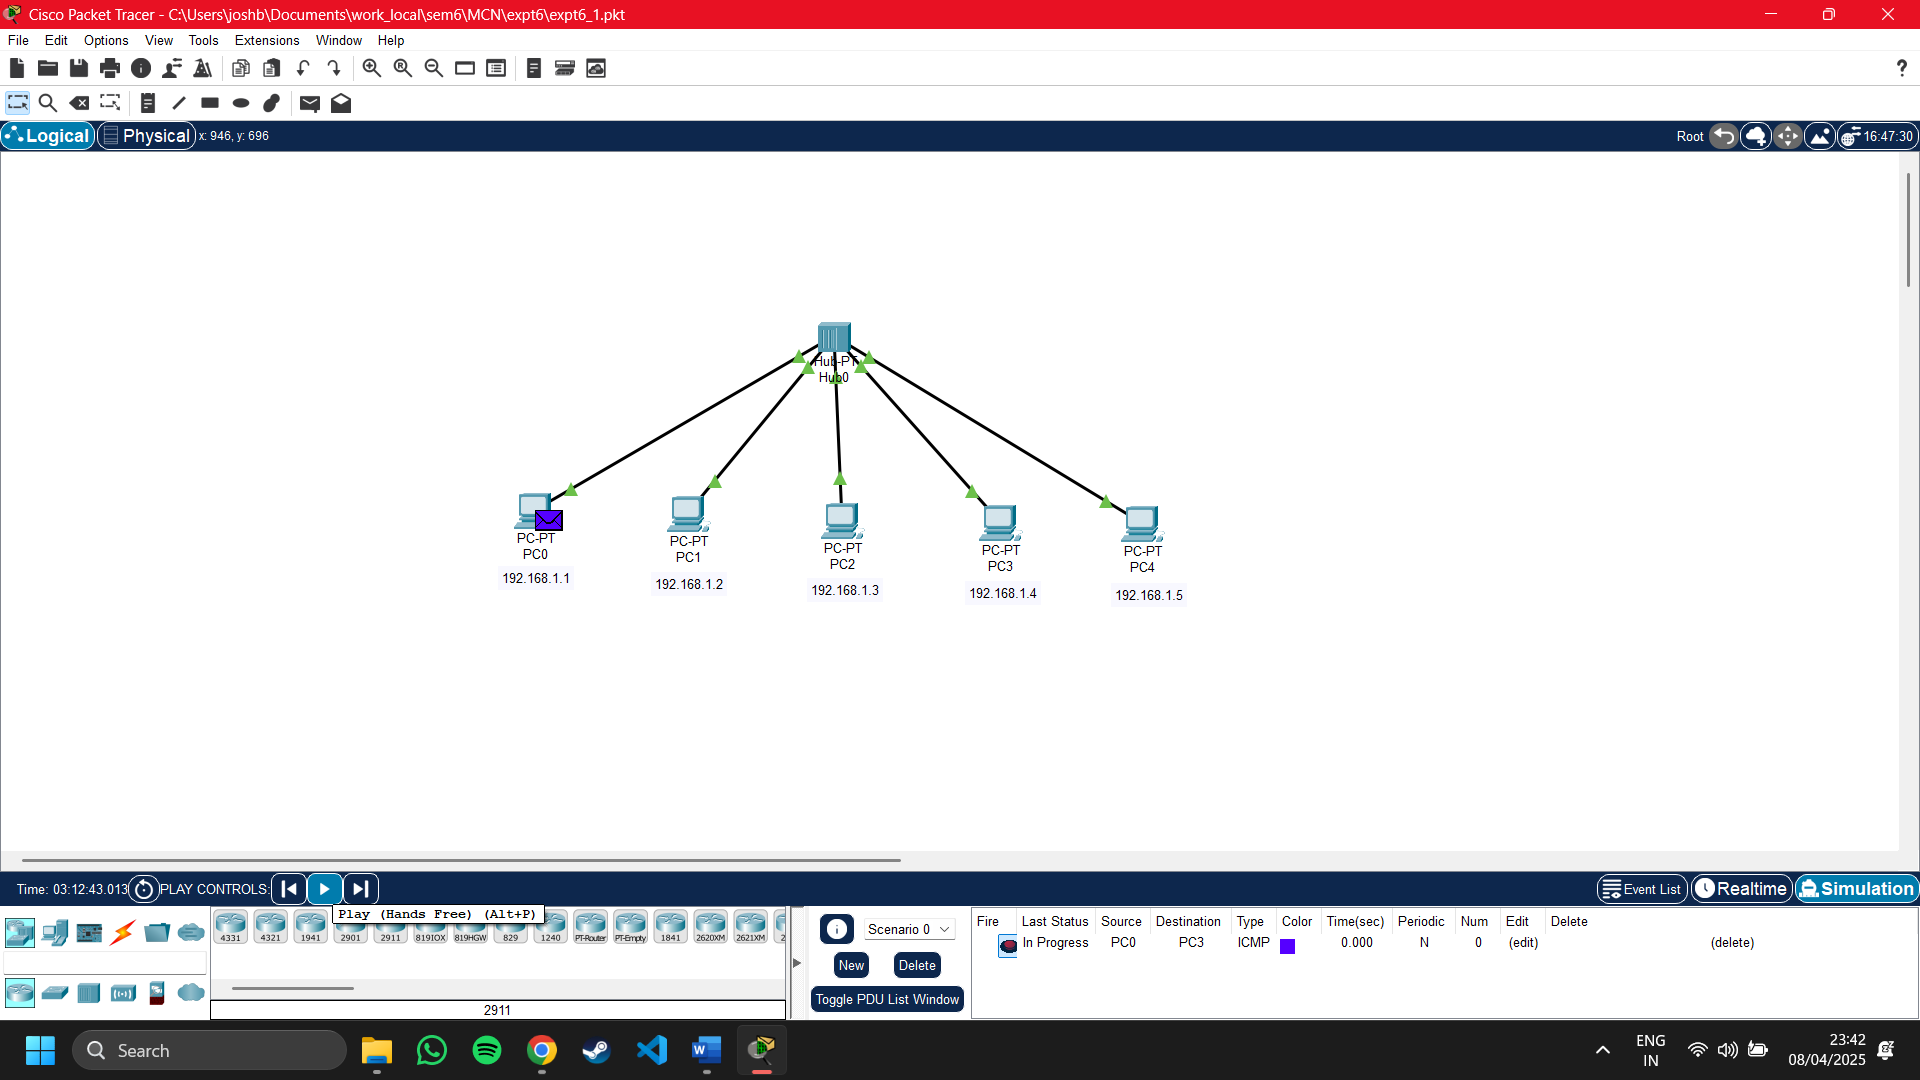 Cisco Packet Tracer - C:\Users\joshb\Documents\work_local\sem6\MCN\expt6\expt6_1.pkt
File Edit Options View Tools Extensions Window Help
?
Logical Physical x: 946, y: 696 Root 16:47:30
Hub-PT
Hub0
PC-PT
PC0
192.168.1.1
PC-PT
PC1
192.168.1.2
PC-PT
PC2
192.168.1.3
PC-PT
PC3
192.168.1.4
PC-PT
PC4
192.168.1.5
Time: 03:12:43.013 PLAY CONTROLS: Event List Realtime Simulation
Play (Hands Free) (Alt+P)
4331 4321 1941 2901 2911 819IOX 819HGW 829 1240 PT-Router PT-Empty 1841 2620XM 2621XM 2
2911
Scenario 0
New Delete
Toggle PDU List Window
Fire Last Status Source Destination Type Color Time(sec) Periodic Num Edit Delete
In Progress PC0 PC3 ICMP 0.000 N 0 (edit) (delete)
Search
ENG
IN
23:42
08/04/2025